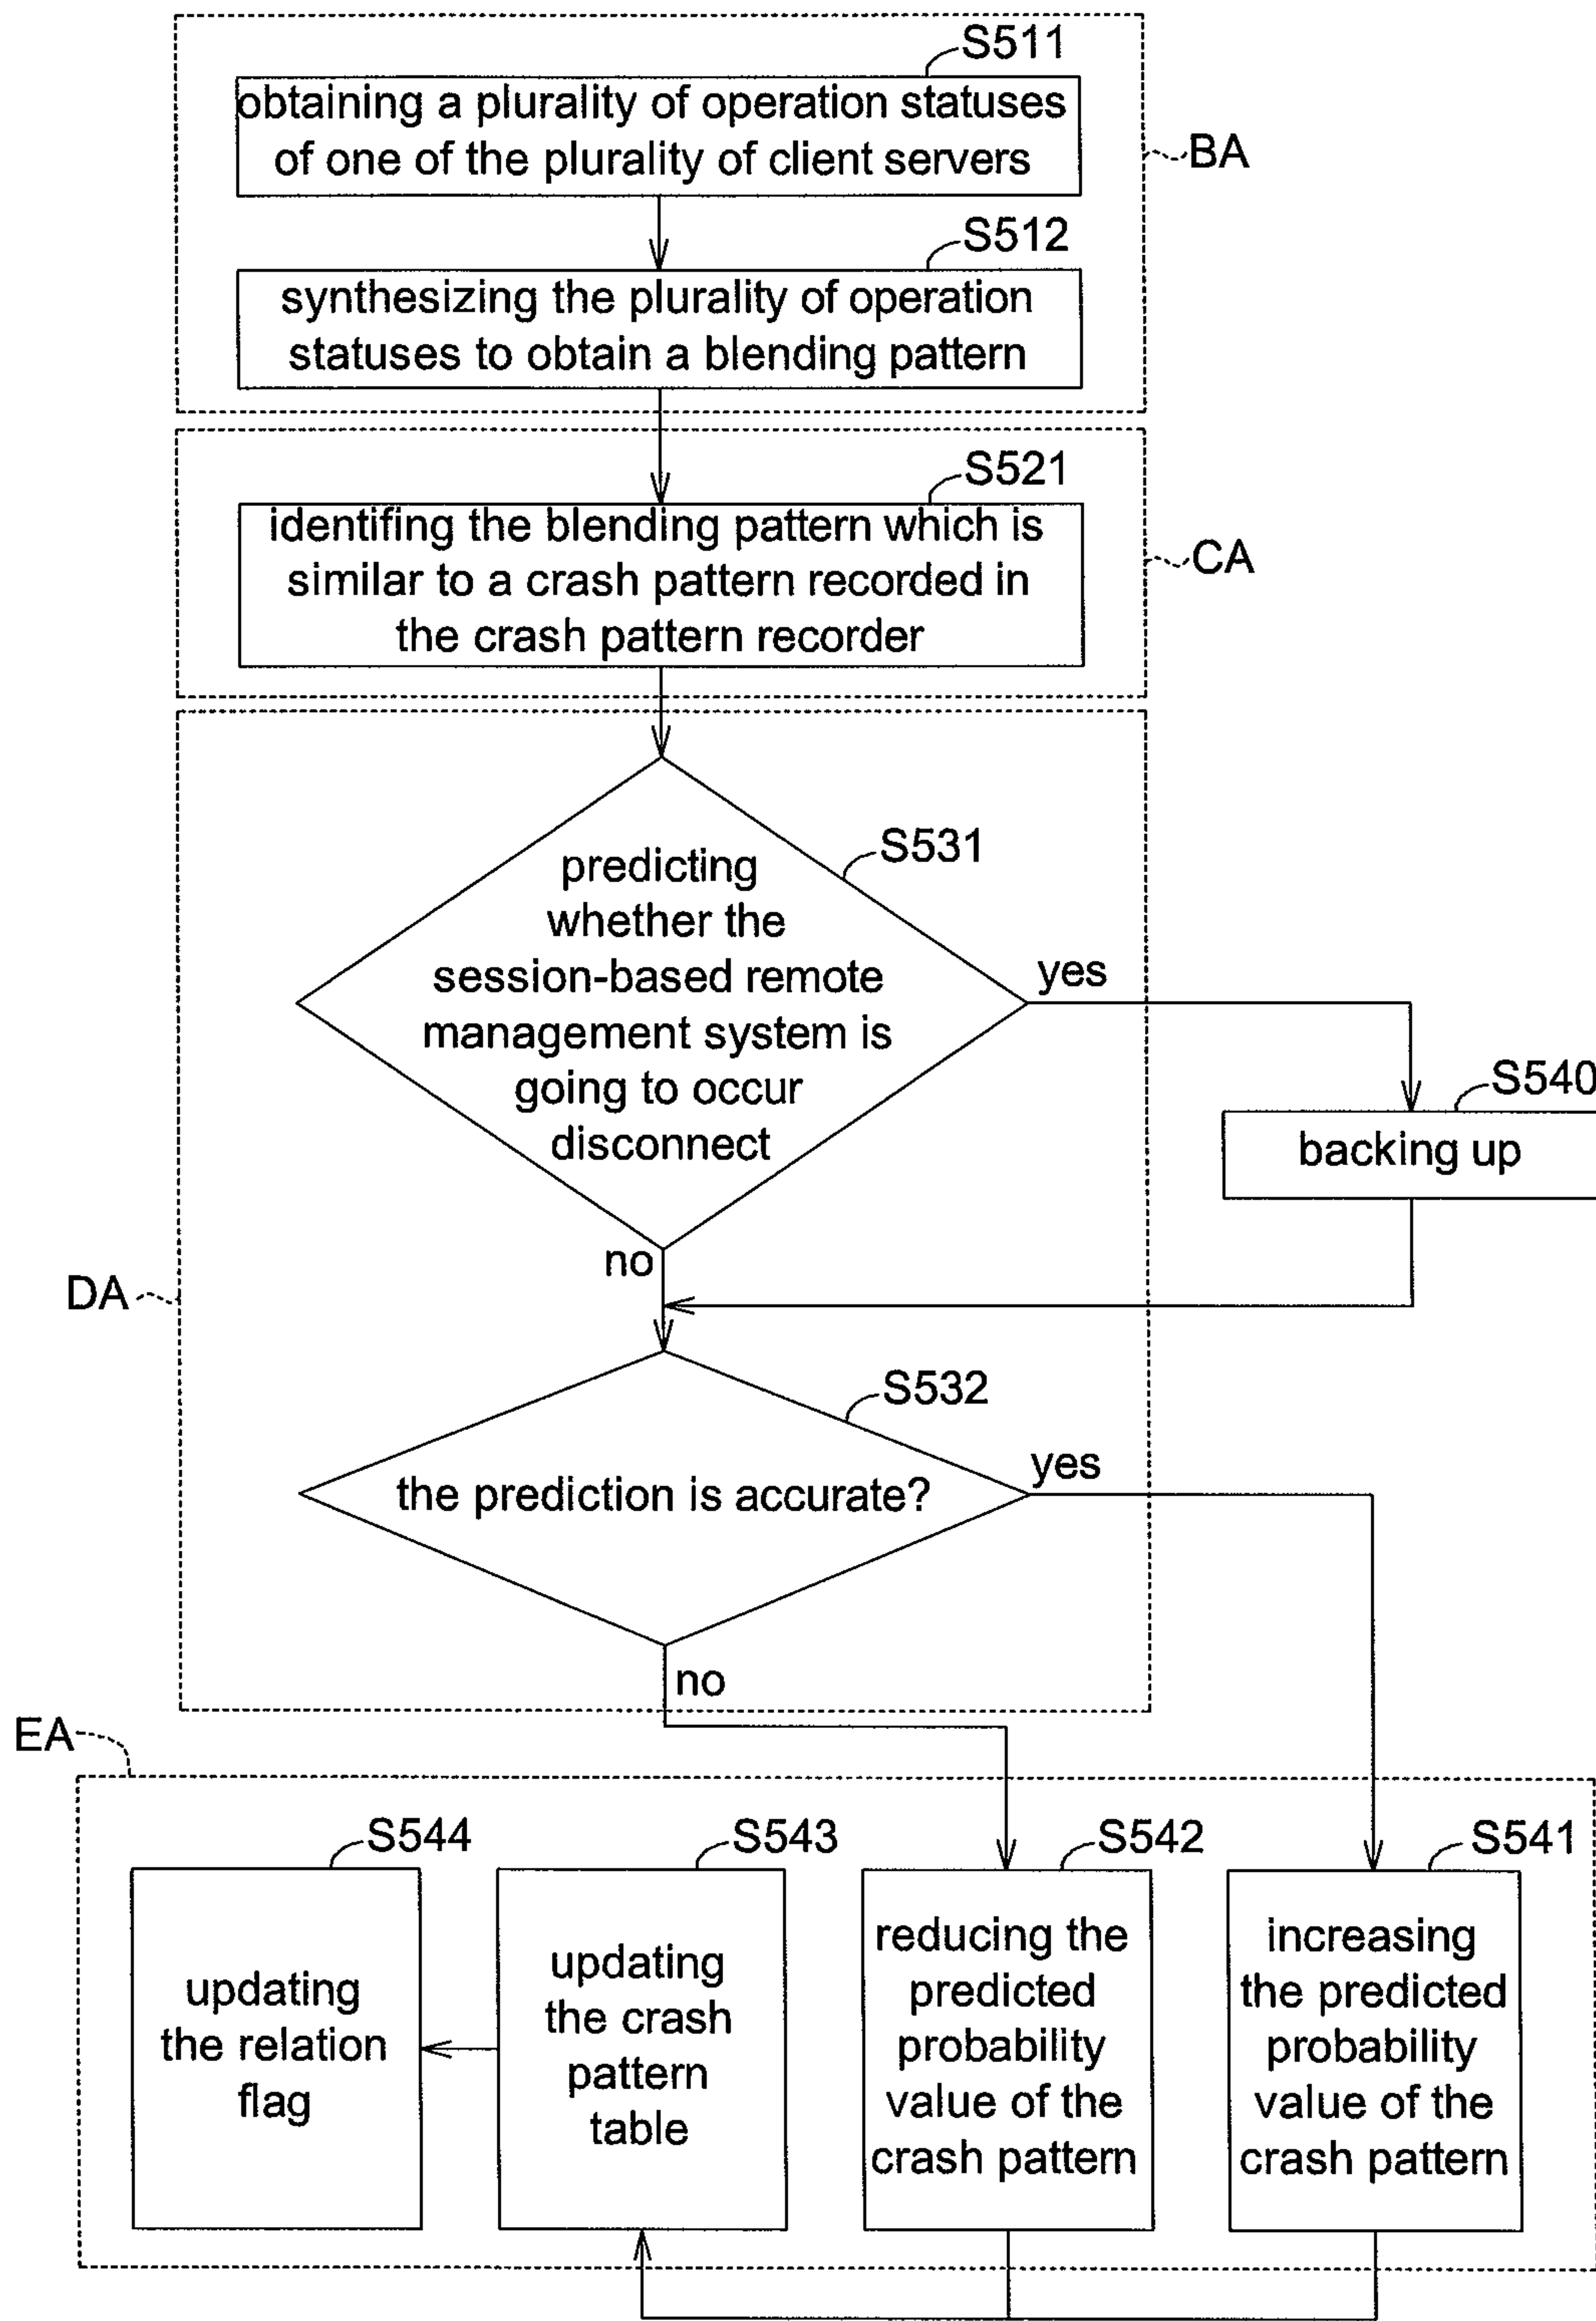 S511
obtaining a plurality of operation statuses
of one of the plurality of client servers
BA
S512
synthesizing the plurality of operation
statuses to obtain a blending pattern
S521
identifing the blending pattern which is
similar to a crash pattern recorded in
the crash pattern recorder
CA
S531
predicting
whether the
session-based remote
management system is
going to occur
disconnect
yes
S540
backing up
no
DA
S532
the prediction is accurate?
yes
no
EA
S544
updating
the relation
flag
S543
updating
the crash
pattern
table
S542
reducing the
predicted
probability
value of the
crash pattern
S541
increasing
the predicted
probability
value of the
crash pattern